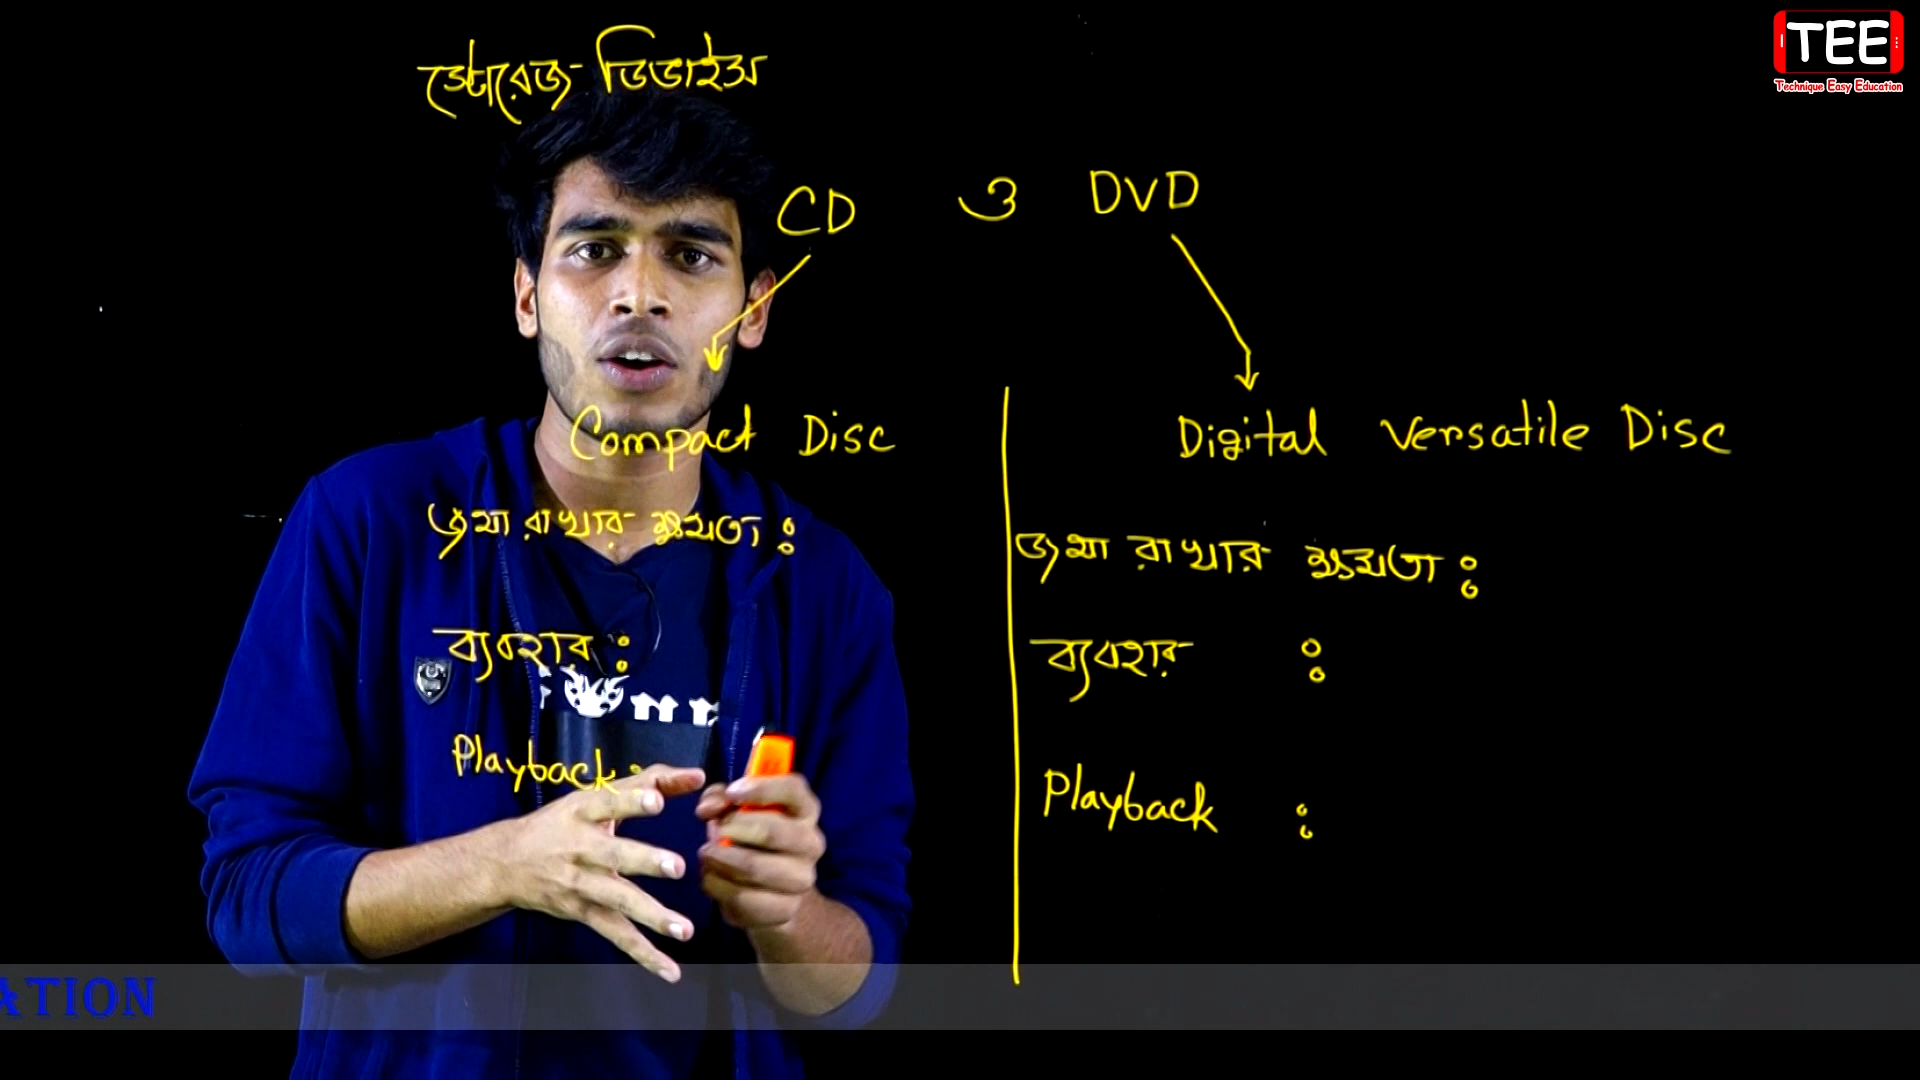 TEE
Technique Easy Education
স্টোরেজ ডিভাইস
CD ও DVD
Compact Disc
Digital Versatile Disc
জমা রাখার ক্ষমতা :
জমা রাখার ক্ষমতা :
ব্যবহার :
ব্যবহার :
Playback :
Playback :
ATION